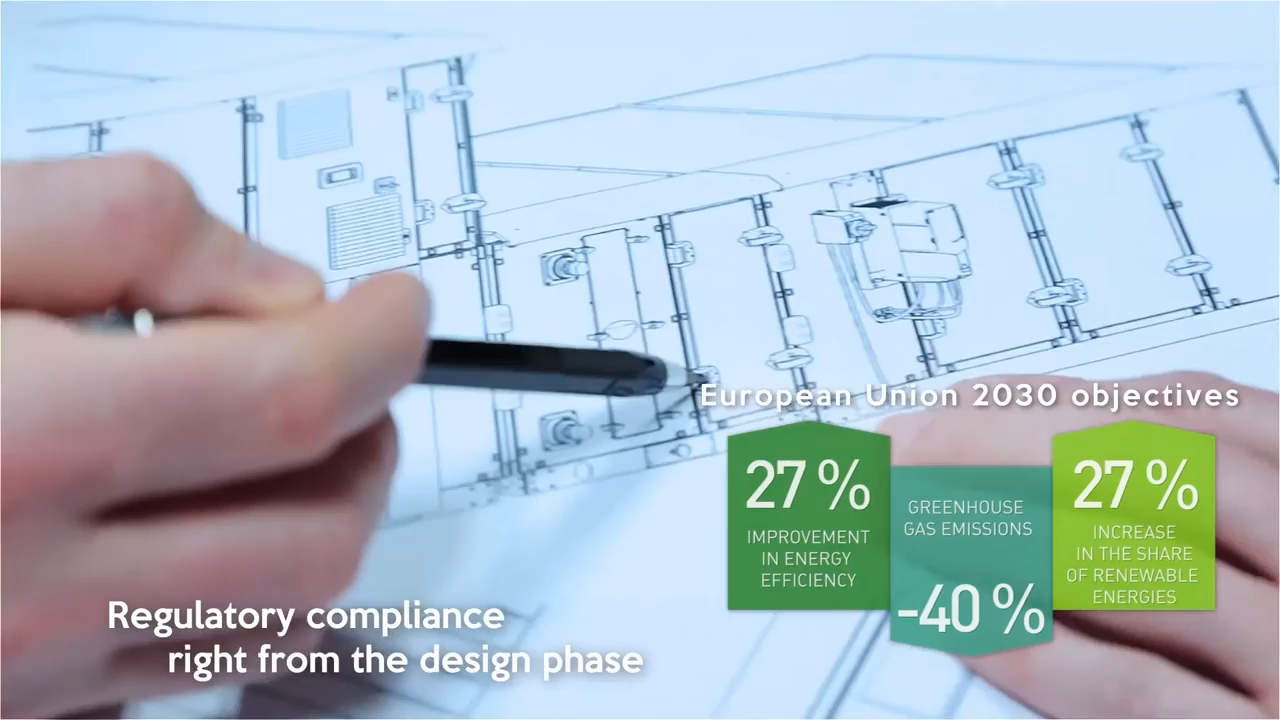 European Union 2030 objectives
27 %
IMPROVEMENT
IN ENERGY
EFFICIENCY
GREENHOUSE
GAS EMISSIONS
-40 %
27 %
INCREASE
IN THE SHARE
OF RENEWABLE
ENERGIES
Regulatory compliance
right from the design phase